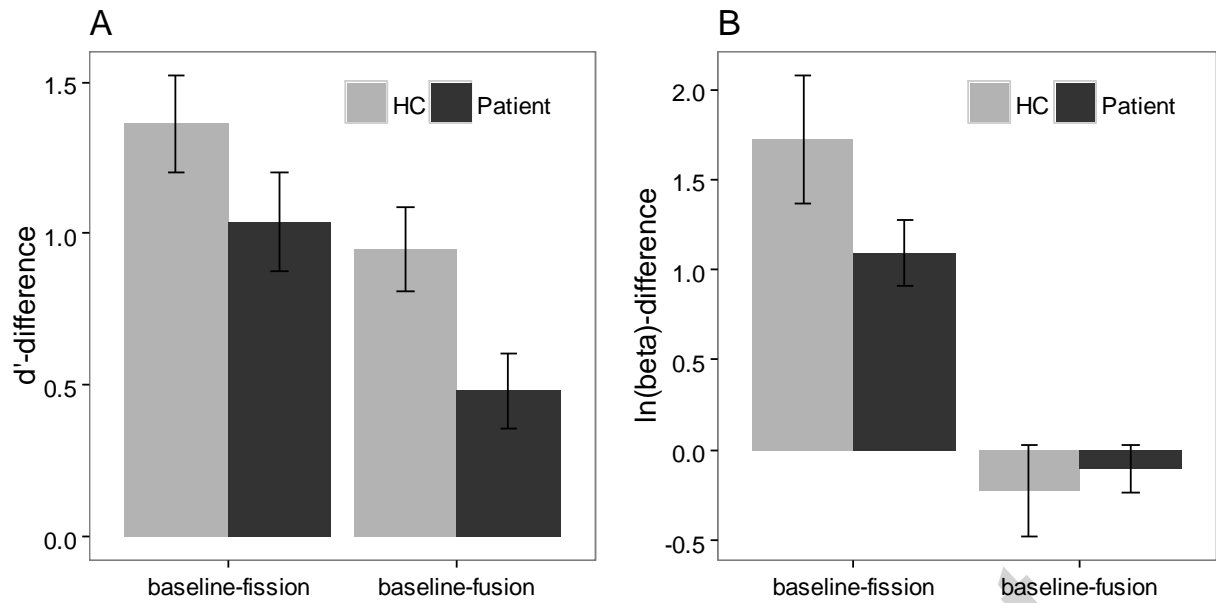 A
d'-difference
1.5
1.0
0.5
0.0
HC Patient
baseline-fission baseline-fusion
B
ln(beta)-difference
2.0
1.5
1.0
0.5
0.0
-0.5
HC Patient
baseline-fission baseline-fusion